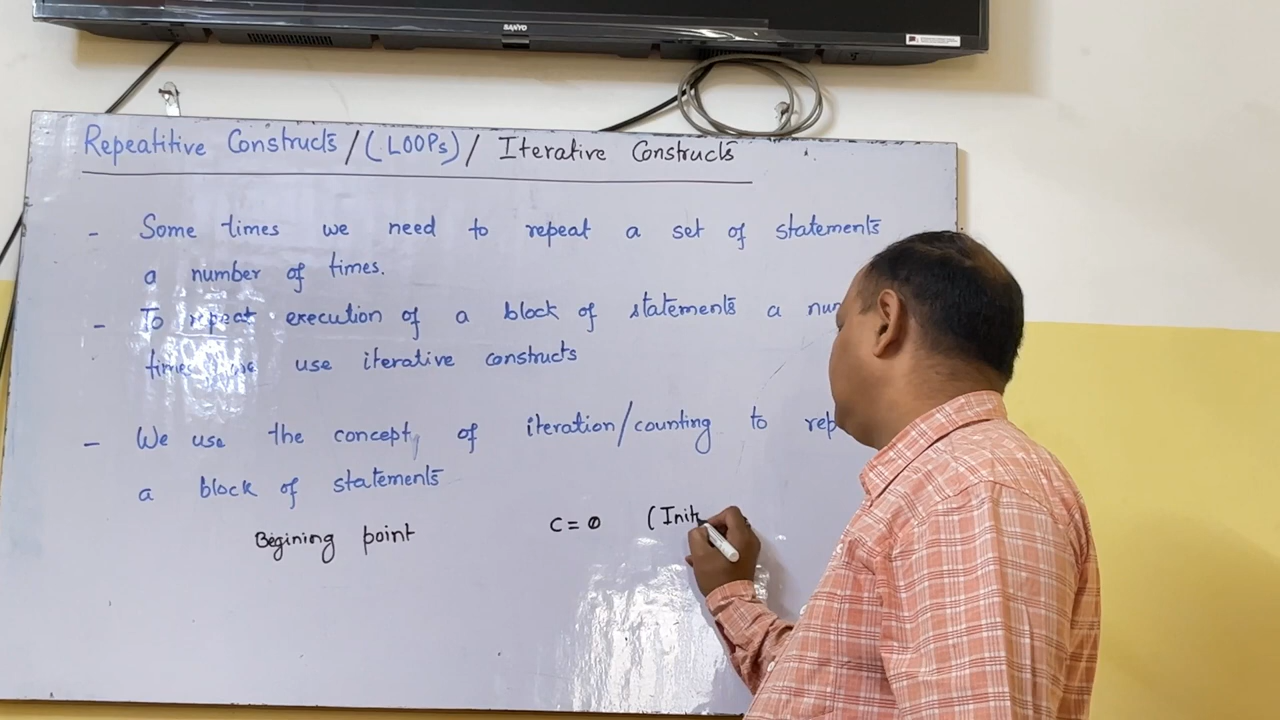 SANYO
Repeatitive Constructs / (LOOPs) / Iterative Constructs
- Some times we need to repeat a set of statements
a number of times.
- To repeat execution of a block of statements a num
times we use iterative constructs
- We use the concept of iteration/counting to rep
a block of statements
Begining point C = 0 (Init